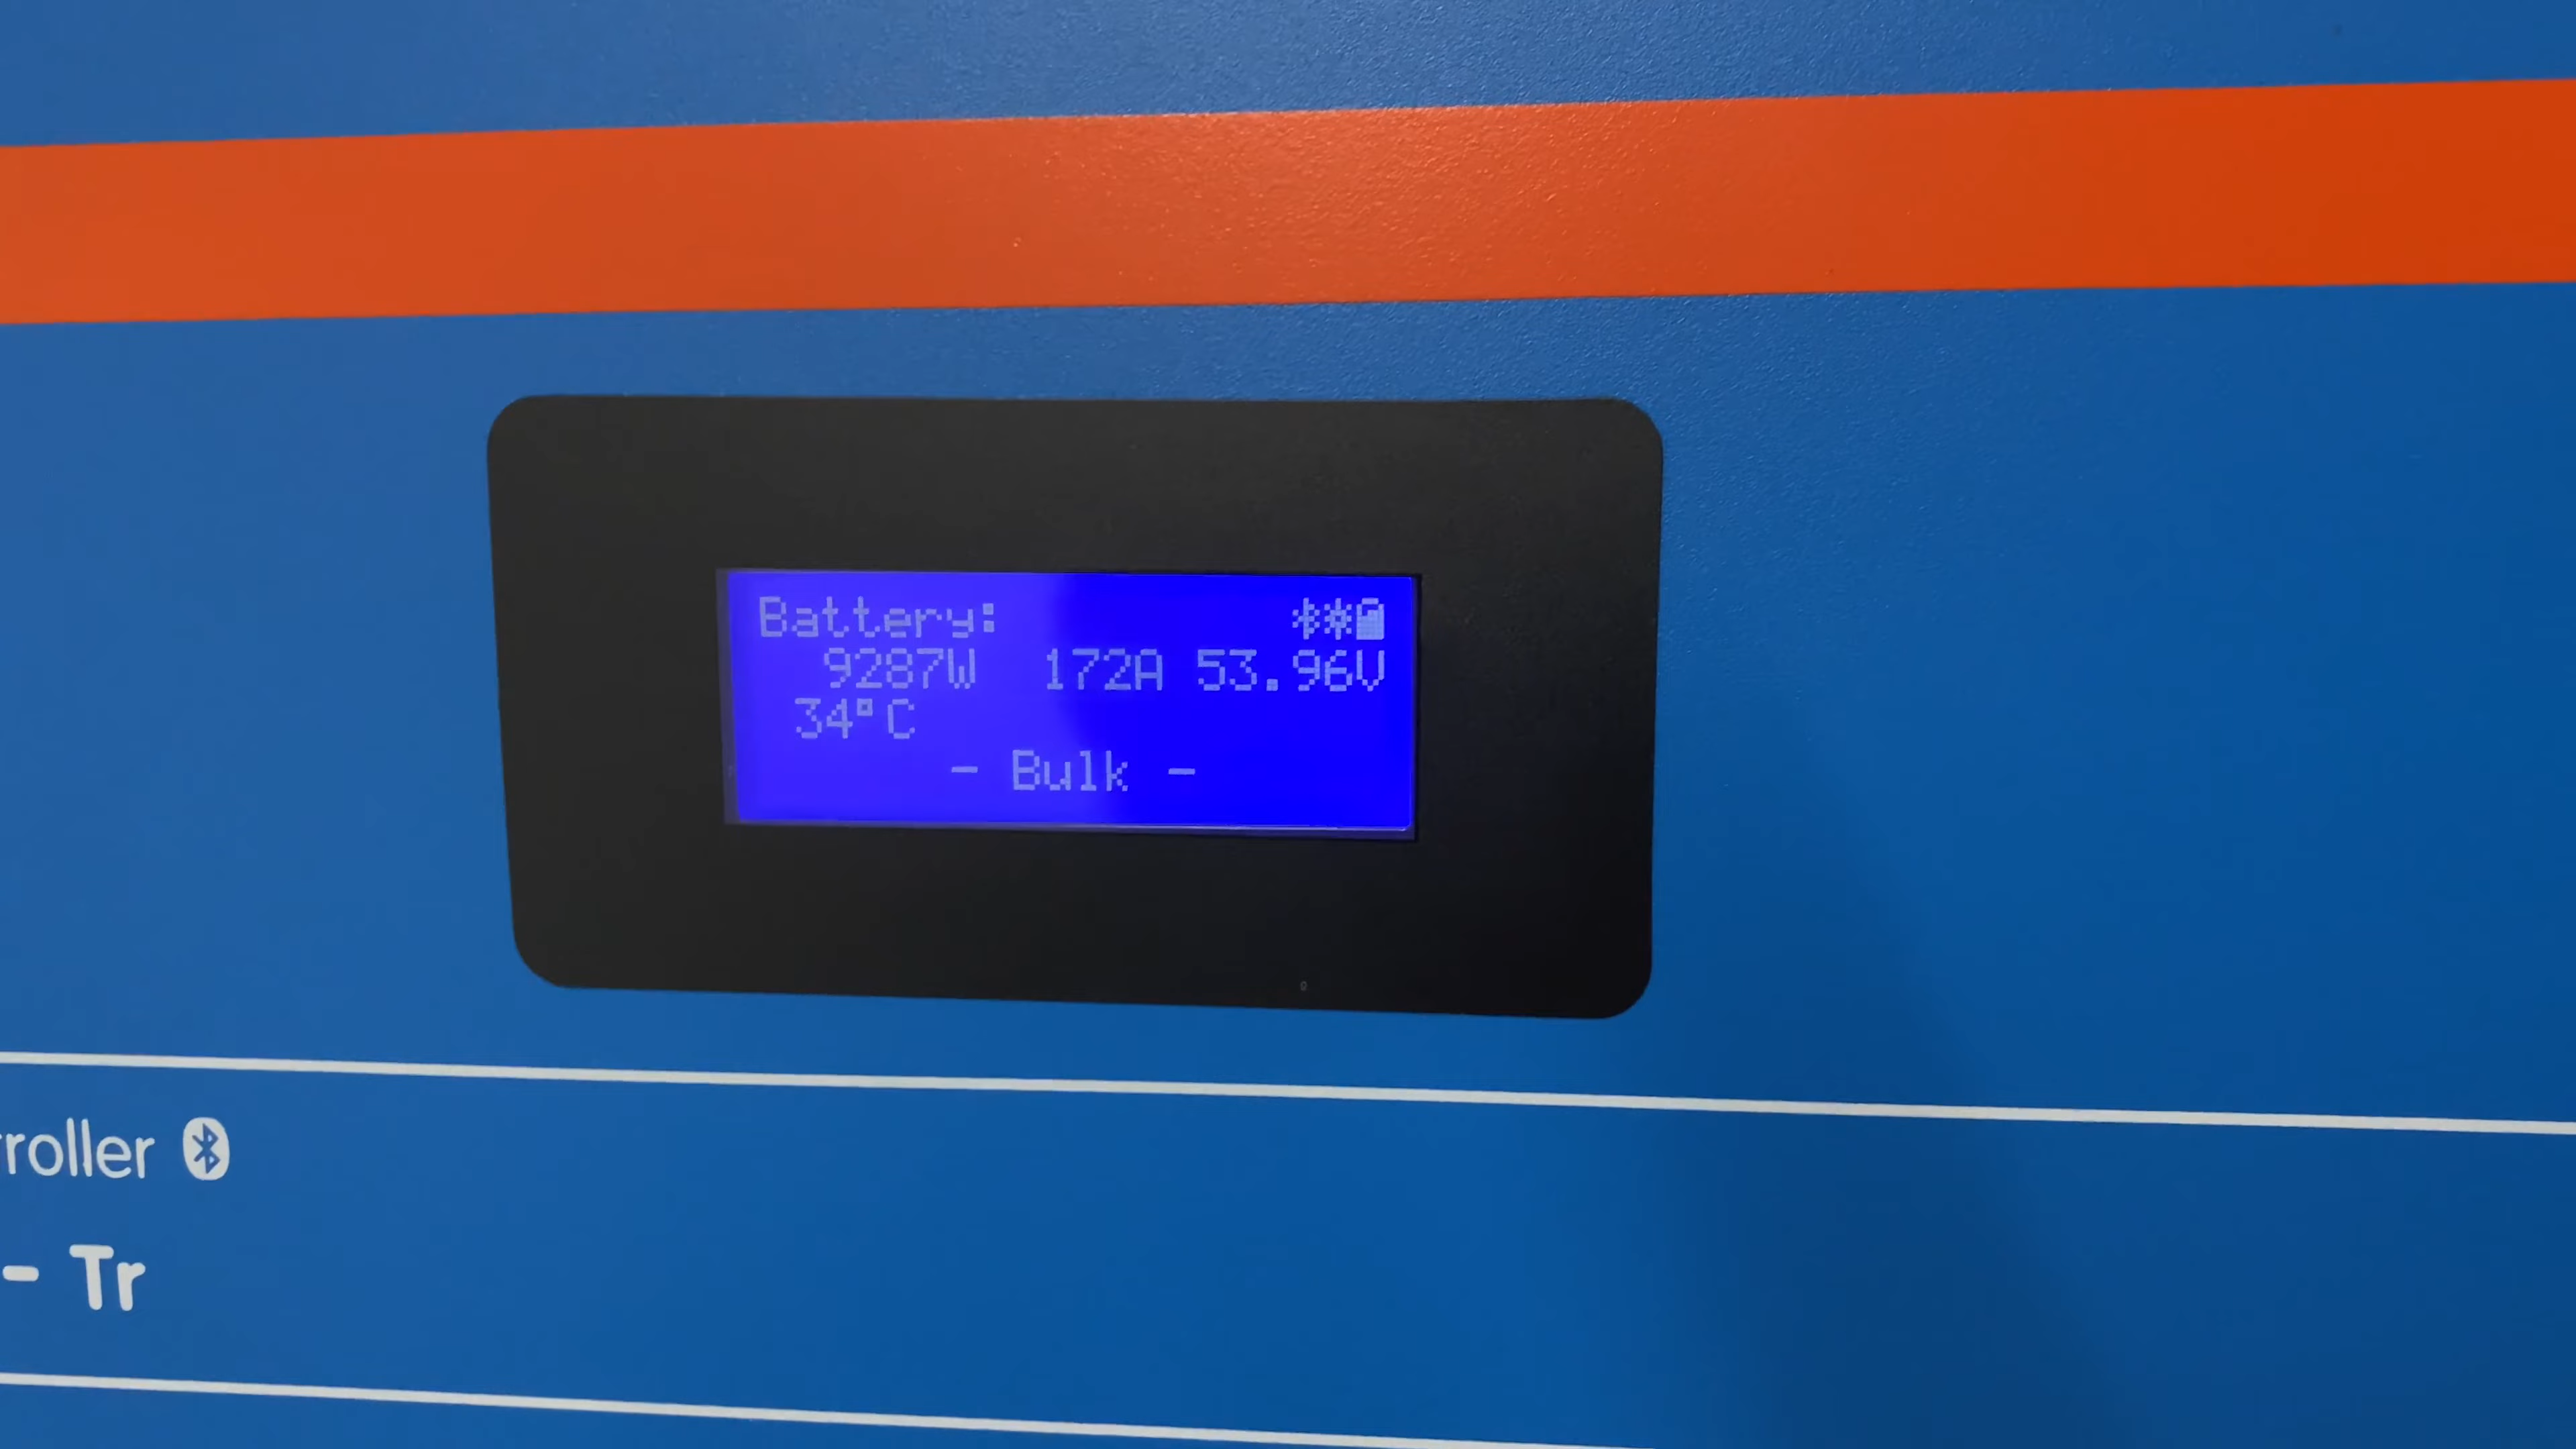 Battery:
9287W 172A 53.96V
34°C
- Bulk -
roller
- Tr